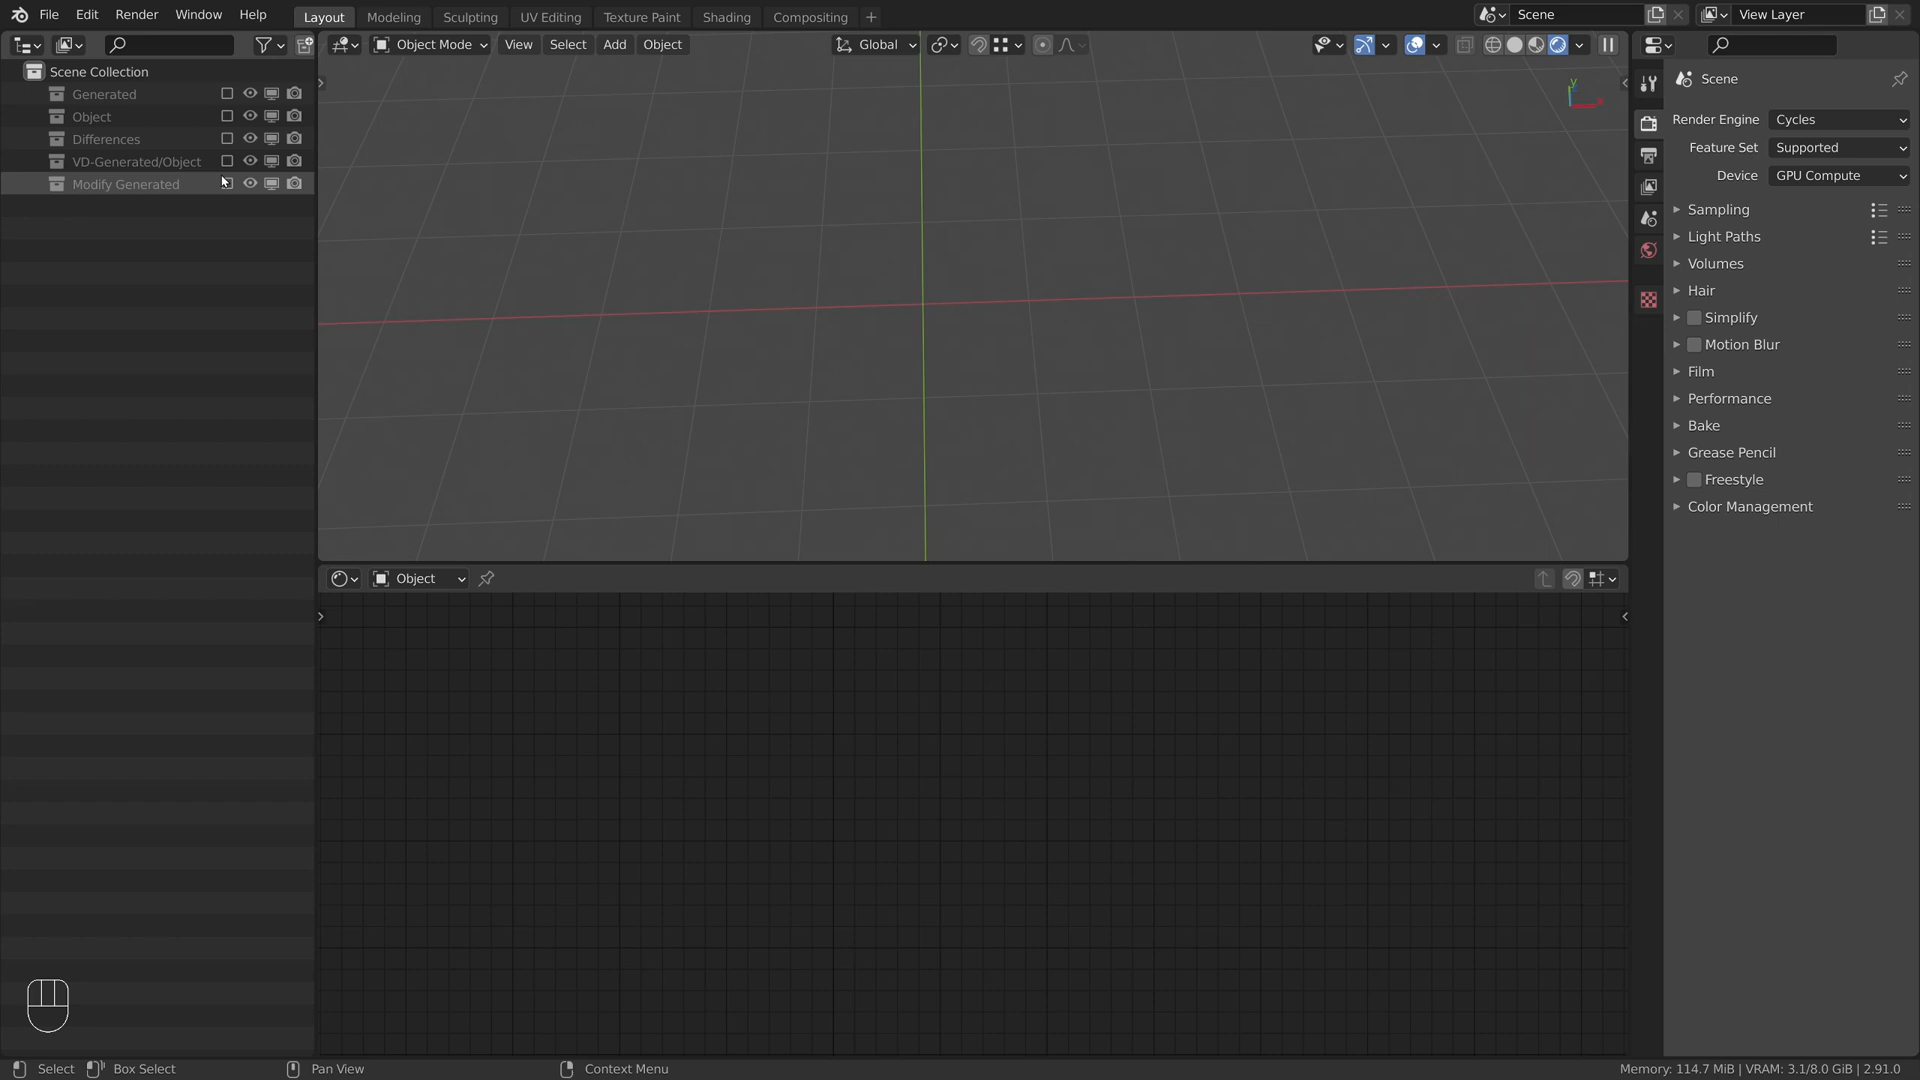 File Edit Render Window Help
Layout Modeling Sculpting UV Editing Texture Paint Shading Compositing
Scene
View Layer
Object Mode View Select Add Object
Global
Scene Collection
Generated
Object
Differences
VD-Generated/Object
Modify Generated
y
x
Object
Scene
Render Engine Cycles
Feature Set Supported
Device GPU Compute
Sampling
Light Paths
Volumes
Hair
Simplify
Motion Blur
Film
Performance
Bake
Grease Pencil
Freestyle
Color Management
Select Box Select Pan View Context Menu
Memory: 114.7 MiB | VRAM: 3.1/8.0 GiB | 2.91.0